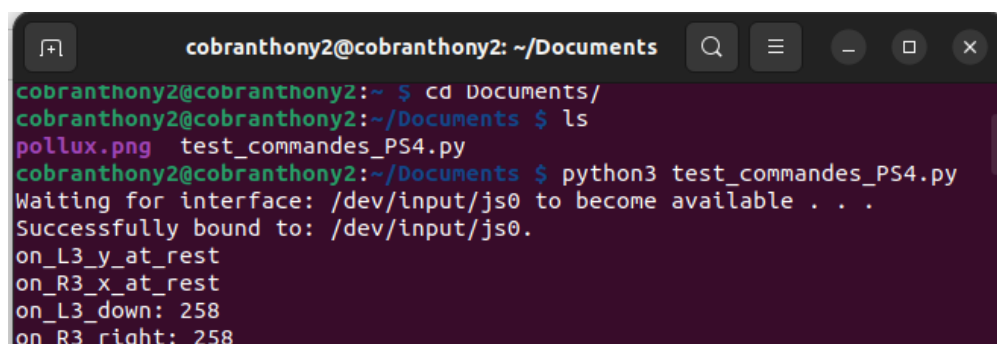 cobranthony2@cobranthony2: ~/Documents
cobranthony2@cobranthony2:~ $ cd Documents/
cobranthony2@cobranthony2:~/Documents $ ls
pollux.png  test_commandes_PS4.py
cobranthony2@cobranthony2:~/Documents $ python3 test_commandes_PS4.py
Waiting for interface: /dev/input/js0 to become available . . .
Successfully bound to: /dev/input/js0.
on_L3_y_at_rest
on_R3_x_at_rest
on_L3_down: 258
on_R3_right: 258